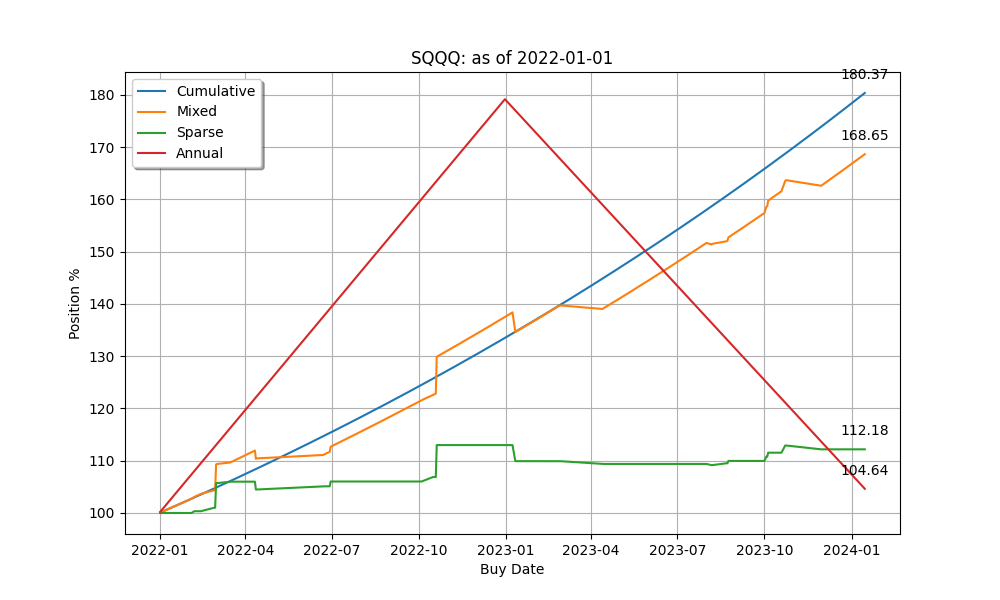 SQQQ: as of 2022-01-01
Cumulative
Mixed
Sparse
Annual
180.37
168.65
112.18
104.64
Position %
180
170
160
150
140
130
120
110
100
2022-01 2022-04 2022-07 2022-10 2023-01 2023-04 2023-07 2023-10 2024-01
Buy Date